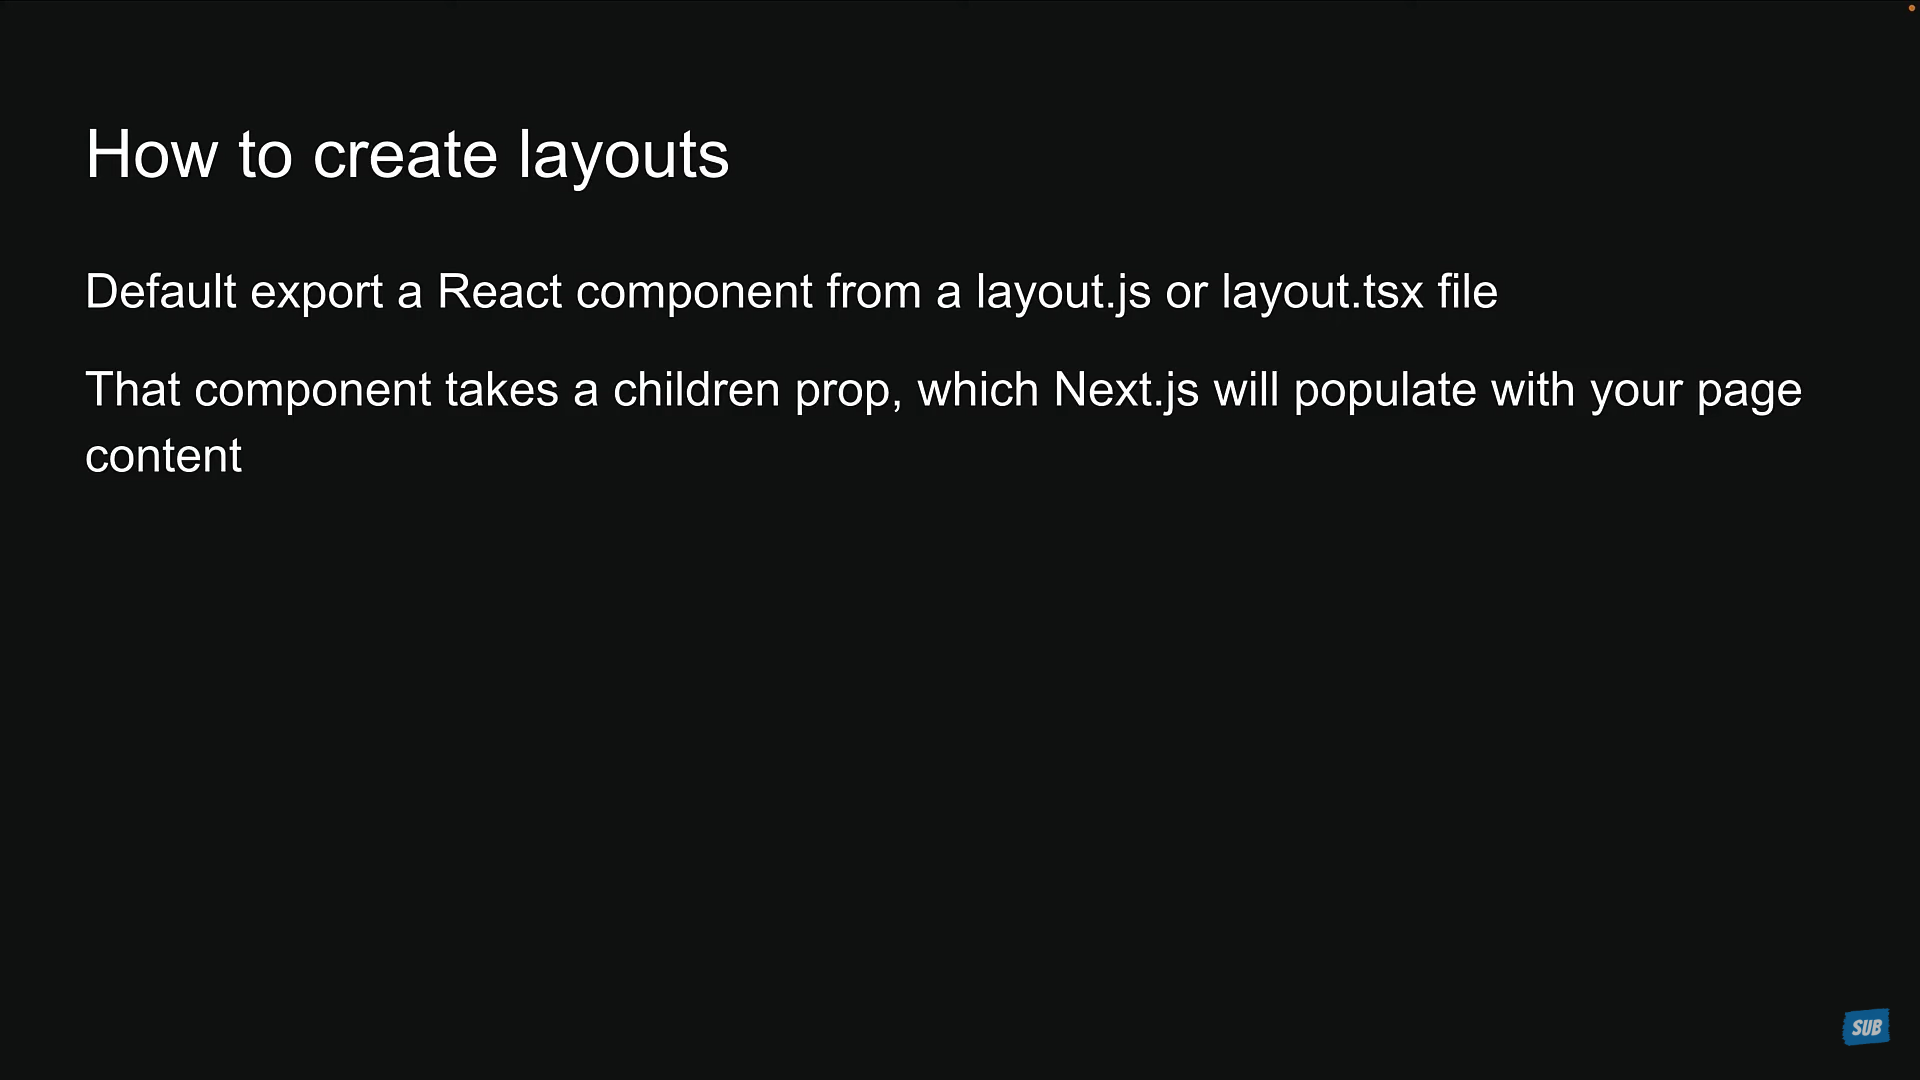 How to create layouts
Default export a React component from a layout.js or layout.tsx file
That component takes a children prop, which Next.js will populate with your page
content
SUB